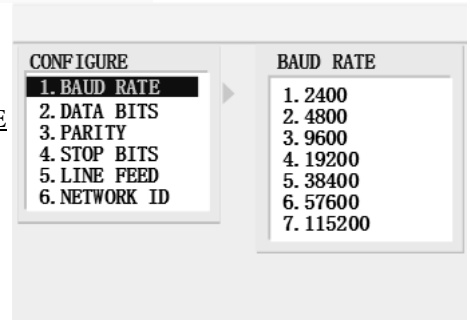 E
CONFIGURE
1. BAUD RATE
2. DATA BITS
3. PARITY
4. STOP BITS
5. LINE FEED
6. NETWORK ID
BAUD RATE
1. 2400
2. 4800
3. 9600
4. 19200
5. 38400
6. 57600
7. 115200